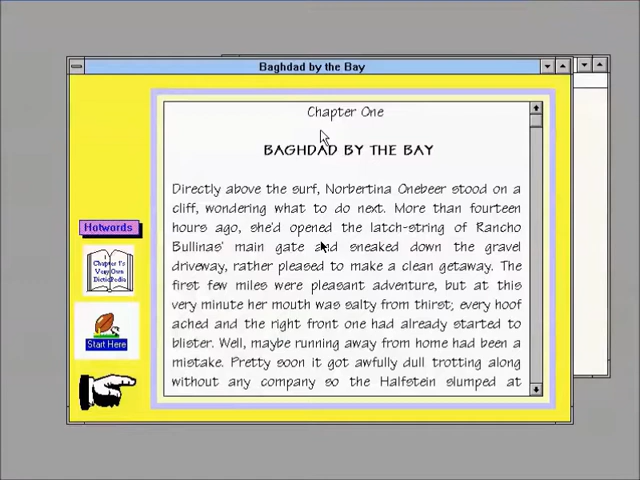 Baghdad by the Bay
Chapter One
BAGHDAD BY THE BAY
Directly above the surf, Norbertina Onebeer stood on a
cliff, wondering what to do next. More than fourteen
hours ago, she'd opened the latch-string of Rancho
Bullinas' main gate and sneaked down the gravel
driveway, rather pleased to make a clean getaway. The
first few miles were pleasant adventure, but at this
very minute her mouth was salty from thirst; every hoof
ached and the right front one had already started to
blister. Well, maybe running away from home had been a
mistake. Pretty soon it got awfully dull trotting along
without any company so the Halfstein slumped at
Hotwords
Chapter 1's
Very Own
DictioPedia
Start Here